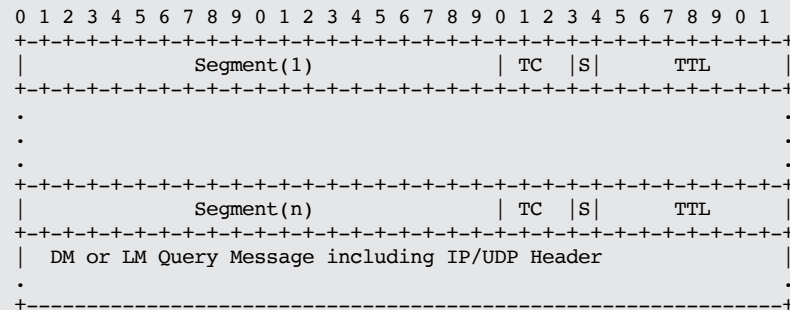 0 1 2 3 4 5 6 7 8 9 0 1 2 3 4 5 6 7 8 9 0 1 2 3 4 5 6 7 8 9 0 1
+-+-+-+-+-+-+-+-+-+-+-+-+-+-+-+-+-+-+-+-+-+-+-+-+-+-+-+-+-+-+-+-+
|               Segment(1)              | TC  |S|      TTL      |
+-+-+-+-+-+-+-+-+-+-+-+-+-+-+-+-+-+-+-+-+-+-+-+-+-+-+-+-+-+-+-+-+
.                                                               .
.                                                               .
.                                                               .
+-+-+-+-+-+-+-+-+-+-+-+-+-+-+-+-+-+-+-+-+-+-+-+-+-+-+-+-+-+-+-+-+
|               Segment(n)              | TC  |S|      TTL      |
+-+-+-+-+-+-+-+-+-+-+-+-+-+-+-+-+-+-+-+-+-+-+-+-+-+-+-+-+-+-+-+-+
|  DM or LM Query Message including IP/UDP Header               |
.                                                               .
+---------------------------------------------------------------+